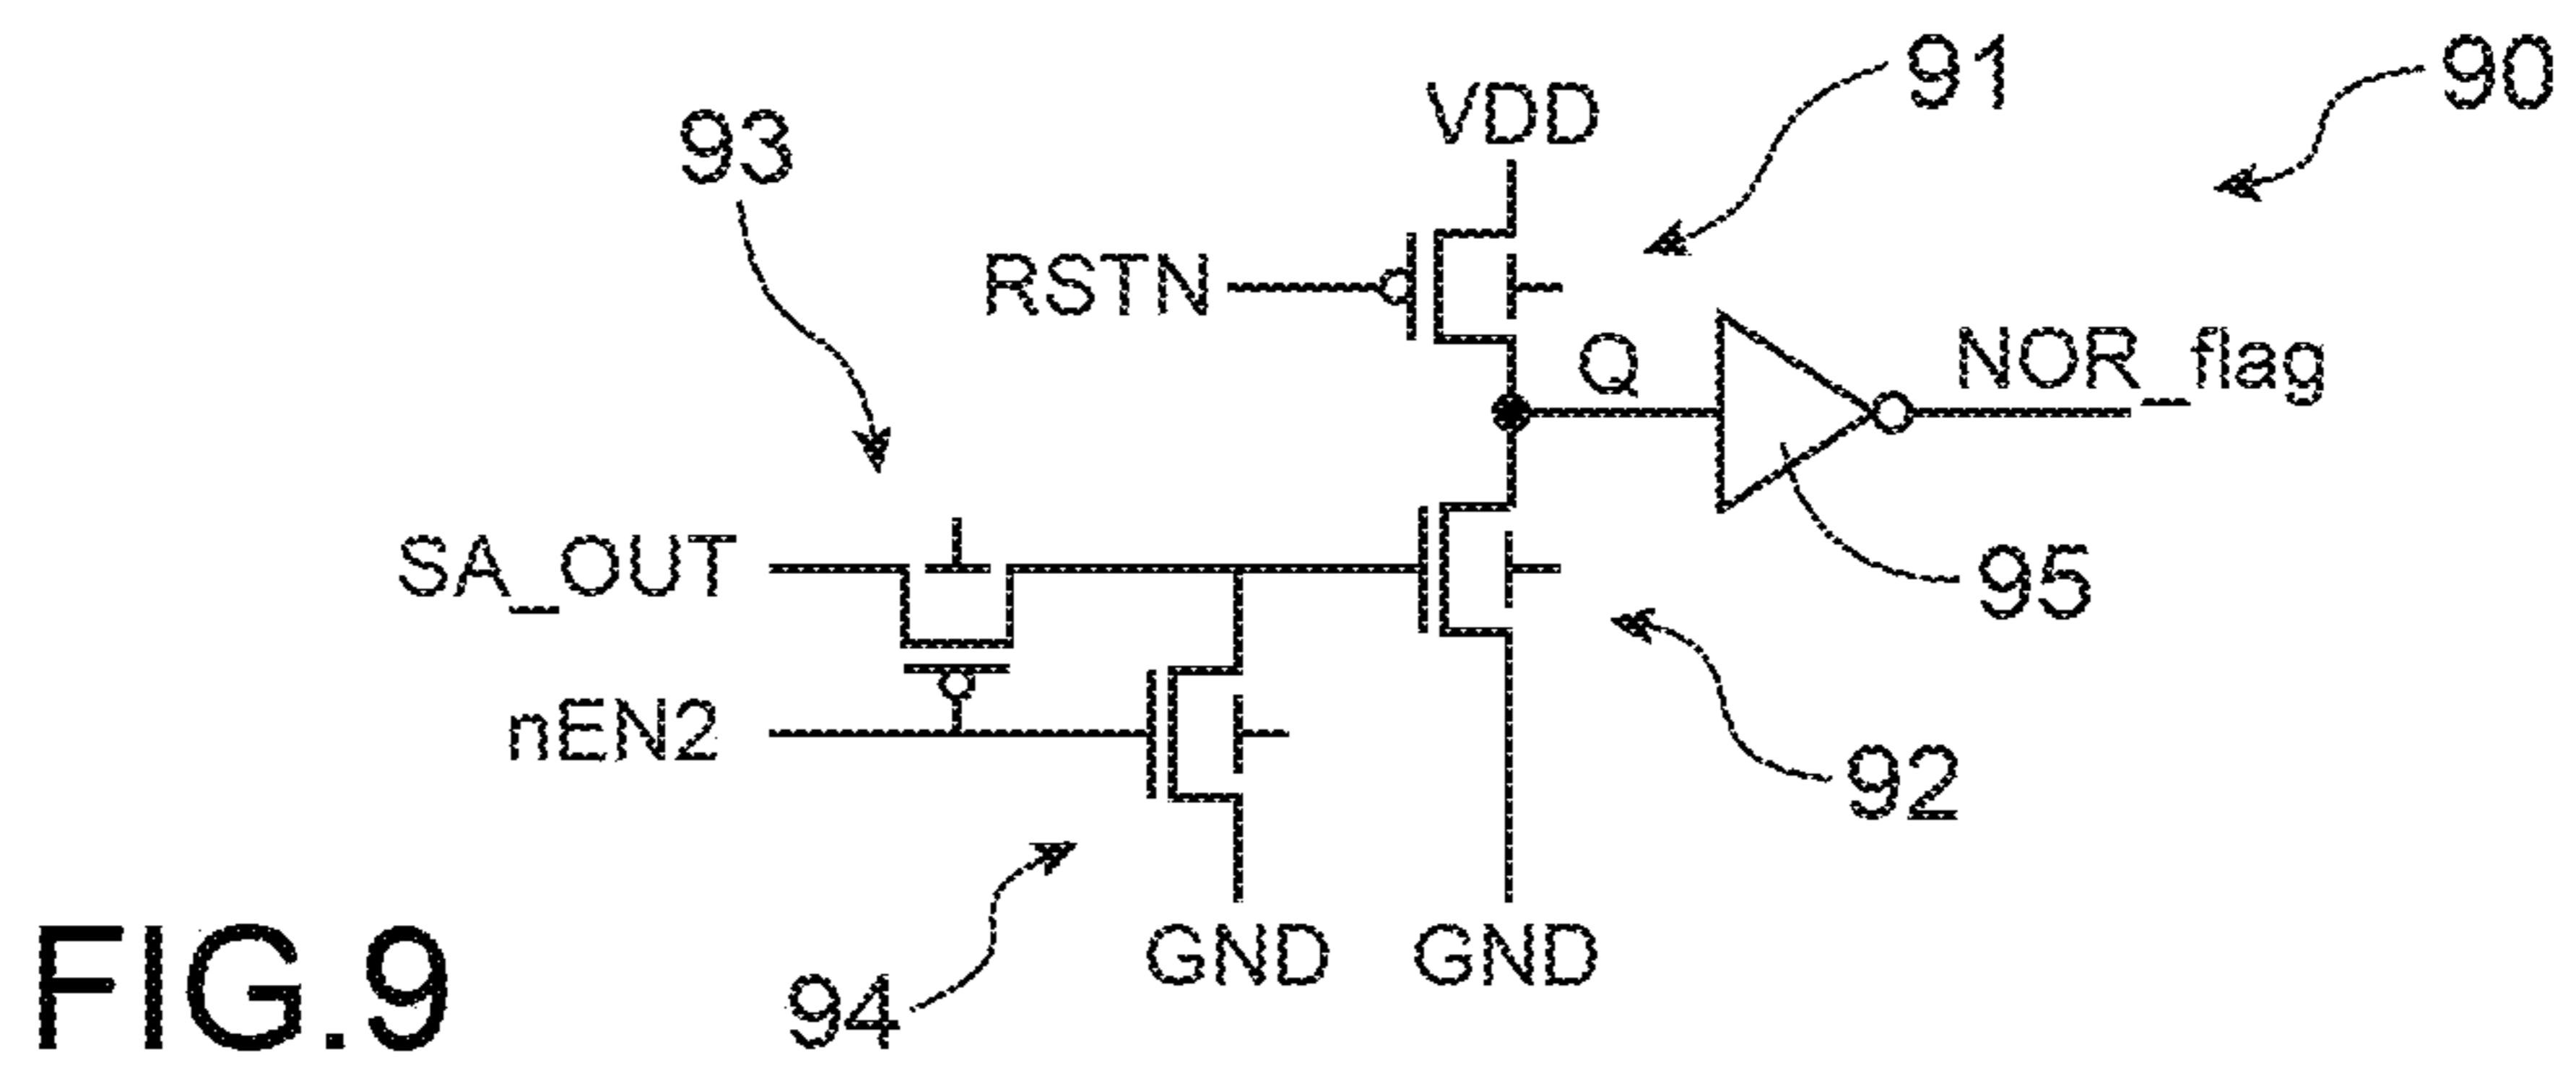 90
91
VDD
93
RSTN
Q
NOR_flag
SA_OUT
95
nEN2
92
GND
GND
94
FIG.9